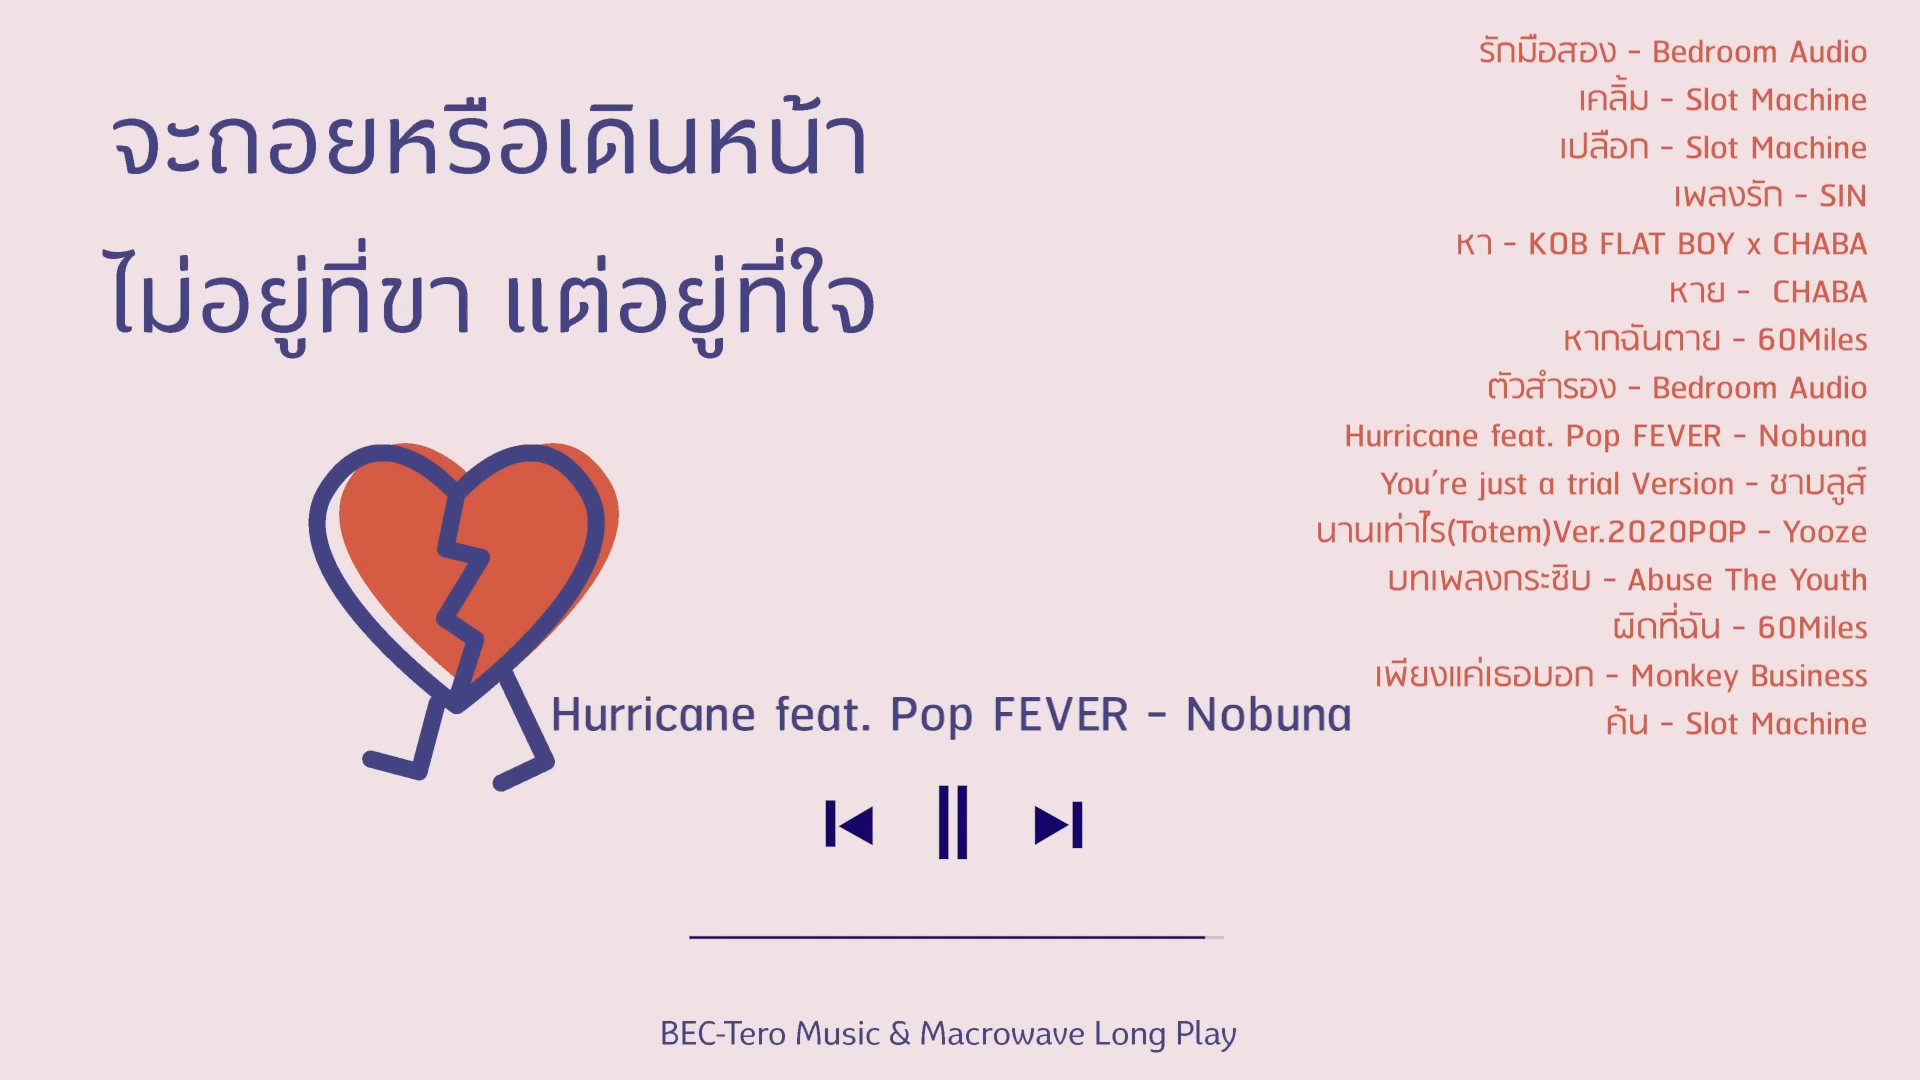 จะถอยหรือเดินหน้า
ไม่อยู่ที่ขา แต่อยู่ที่ใจ
รักมือสอง - Bedroom Audio
เคลิ้ม - Slot Machine
เปลือก - Slot Machine
เพลงรัก - SIN
หา - KOB FLAT BOY x CHABA
หาย -  CHABA
หากฉันตาย - 60Miles
ตัวสำรอง - Bedroom Audio
Hurricane feat. Pop FEVER - Nobuna
You’re just a trial Version - ชาบลูส์
นานเท่าไร(Totem)Ver.2020POP - Yooze
บทเพลงกระซิบ - Abuse The Youth
ผิดที่ฉัน - 60Miles
เพียงแค่เธอบอก - Monkey Business
ค้น - Slot Machine
Hurricane feat. Pop FEVER - Nobuna
BEC-Tero Music & Macrowave Long Play